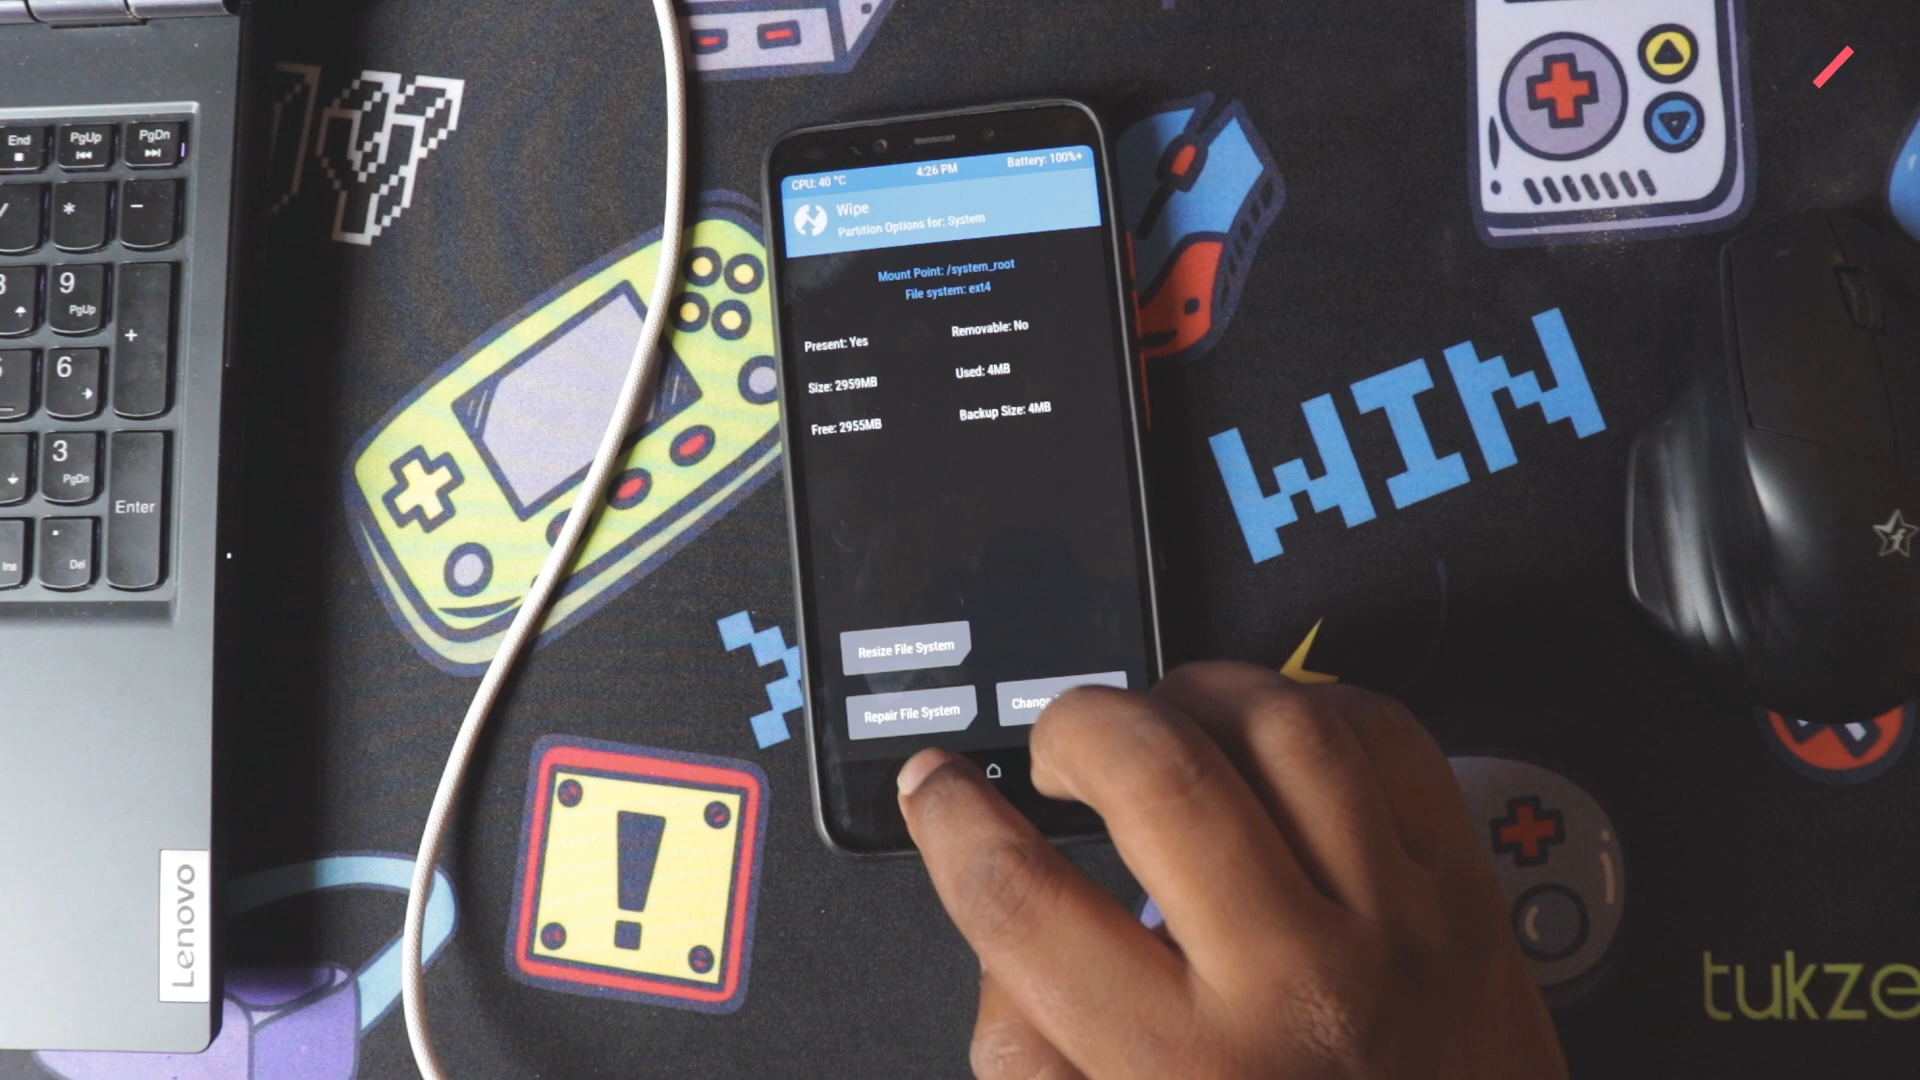 CPU: 40 °C
4:26 PM
Battery: 100%+
Wipe
Partition Options for: System
Mount Point: /system_root
File system: ext4
Present: Yes
Removable: No
Size: 2959MB
Used: 4MB
Free: 2955MB
Backup Size: 4MB
Resize File System
Repair File System
Change
End
PgUp
PgDn
*
-
9
PgUp
+
6
3
PgDn
Enter
Ins
Del
Lenovo
WIN
!
tukze